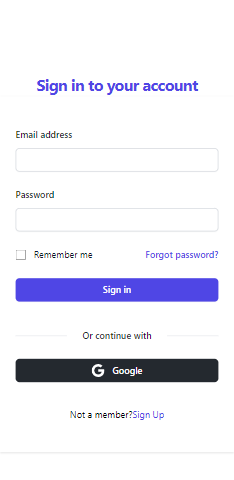 Sign in to your account
Email address
Password
Remember me Forgot password?
Sign in
Or continue with
Google
Not a member?Sign Up